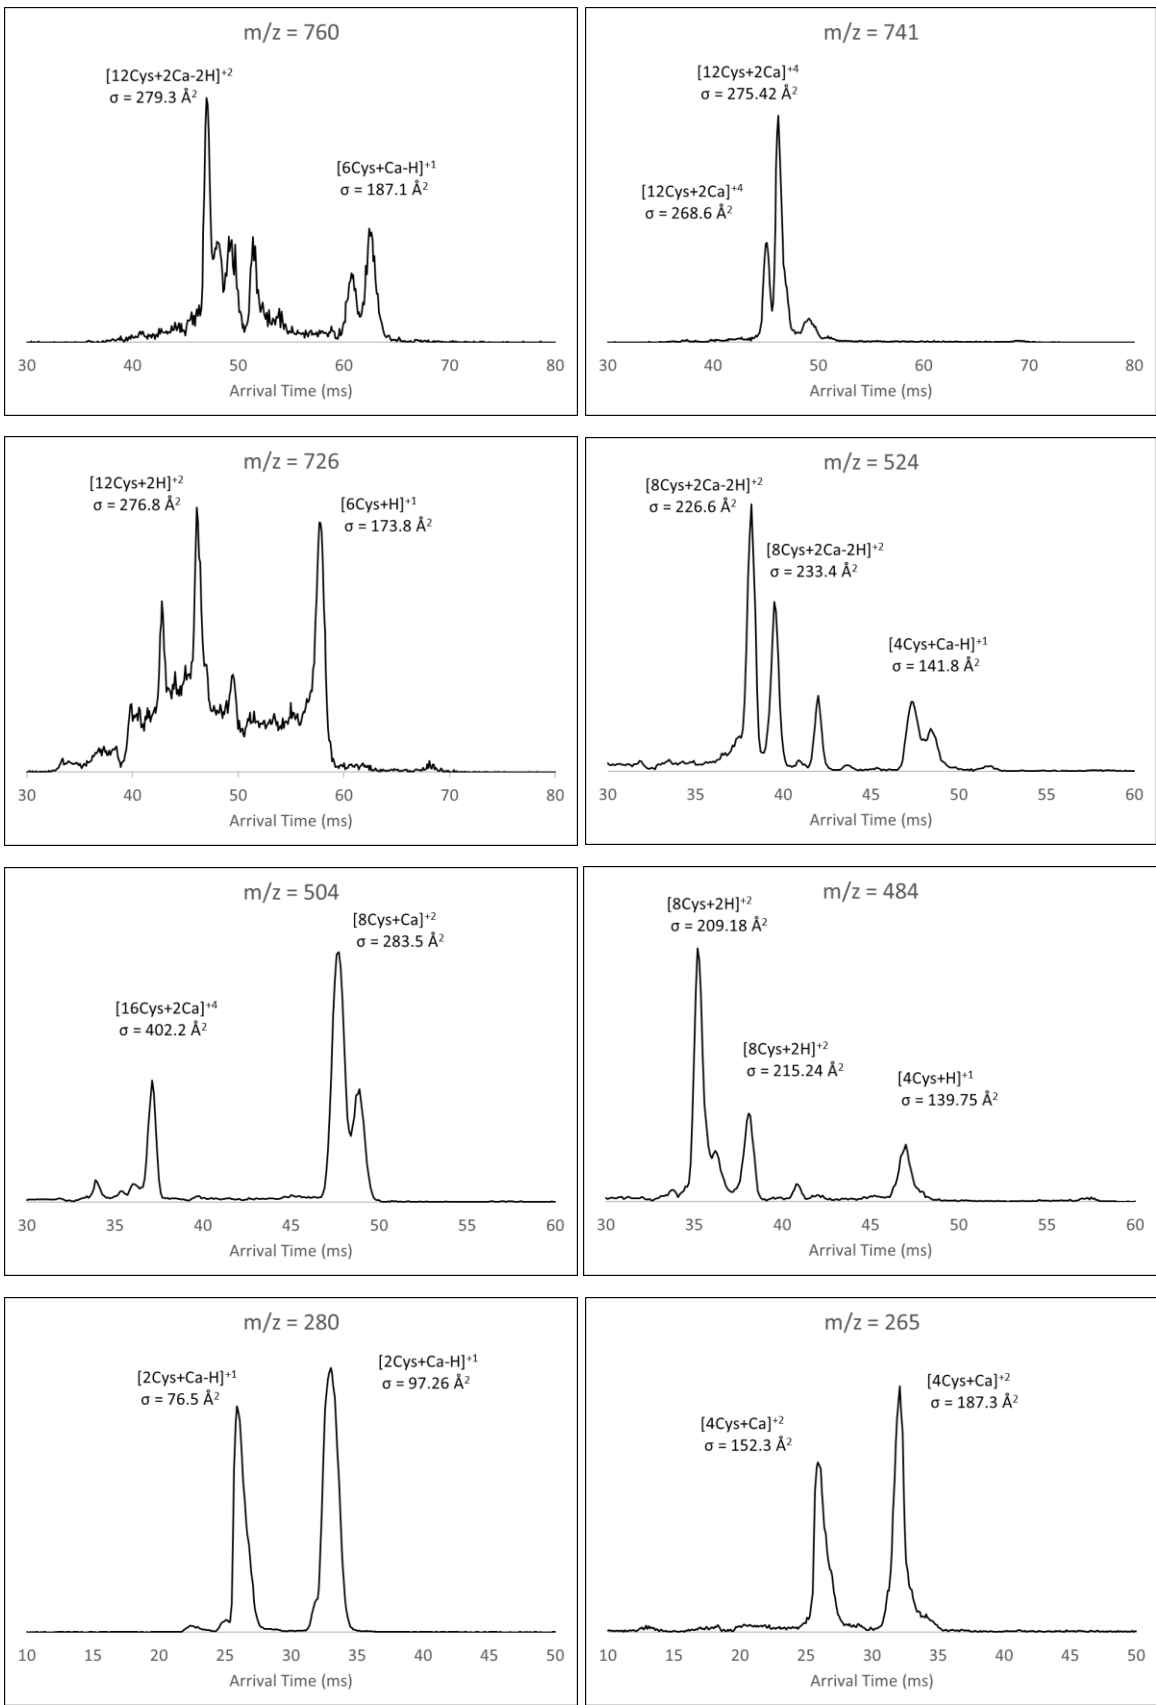 m/z = 760
[12Cys+2Ca-2H]+2
σ = 279.3 Å2
[6Cys+Ca-H]+1
σ = 187.1 Å2
30 40 50 60 70 80
Arrival Time (ms)
m/z = 741
[12Cys+2Ca]+4
σ = 275.42 Å2
[12Cys+2Ca]+4
σ = 268.6 Å2
30 40 50 60 70 80
Arrival Time (ms)
m/z = 726
[12Cys+2H]+2
σ = 276.8 Å2
[6Cys+H]+1
σ = 173.8 Å2
30 40 50 60 70 80
Arrival Time (ms)
m/z = 524
[8Cys+2Ca-2H]+2
σ = 226.6 Å2
[8Cys+2Ca-2H]+2
σ = 233.4 Å2
[4Cys+Ca-H]+1
σ = 141.8 Å2
30 35 40 45 50 55 60
Arrival Time (ms)
m/z = 504
[8Cys+Ca]+2
σ = 283.5 Å2
[16Cys+2Ca]+4
σ = 402.2 Å2
30 35 40 45 50 55 60
Arrival Time (ms)
m/z = 484
[8Cys+2H]+2
σ = 209.18 Å2
[8Cys+2H]+2
σ = 215.24 Å2
[4Cys+H]+1
σ = 139.75 Å2
30 35 40 45 50 55 60
Arrival Time (ms)
m/z = 280
[2Cys+Ca-H]+1
σ = 76.5 Å2
[2Cys+Ca-H]+1
σ = 97.26 Å2
10 15 20 25 30 35 40 45 50
Arrival Time (ms)
m/z = 265
[4Cys+Ca]+2
σ = 187.3 Å2
[4Cys+Ca]+2
σ = 152.3 Å2
10 15 20 25 30 35 40 45 50
Arrival Time (ms)